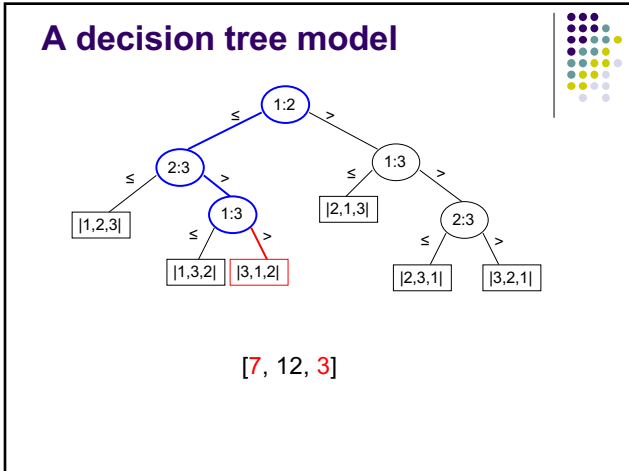 A decision tree model
1:2
≤ >
2:3 1:3
≤ > ≤ >
|1,2,3| 1:3 |2,1,3| 2:3
≤ > ≤ >
|1,3,2| |3,1,2| |2,3,1| |3,2,1|
[7, 12, 3]